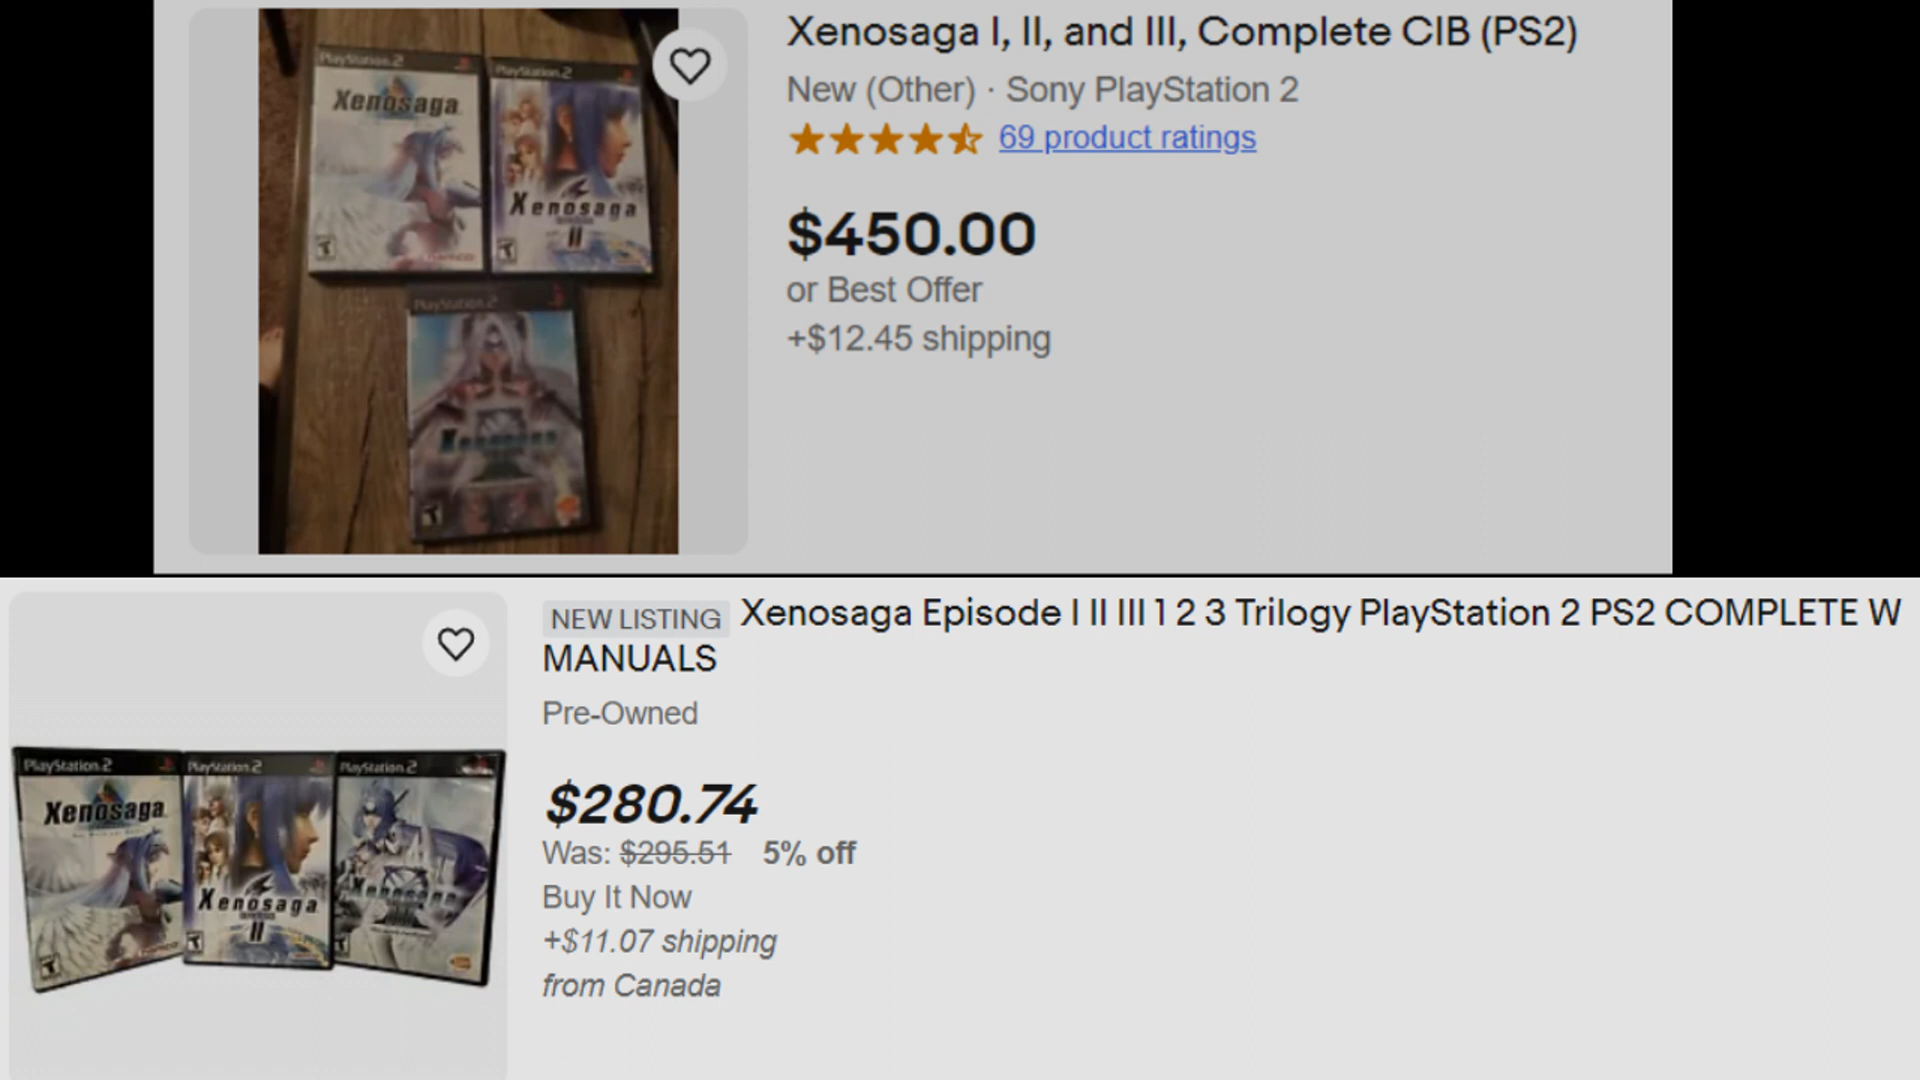 PlayStation 2
PlayStation 2
Xenosaga
Xenosaga
II
PlayStation 2
Xenosaga
Xenosaga I, II, and III, Complete CIB (PS2)
New (Other) · Sony PlayStation 2
69 product ratings
$450.00
or Best Offer
+$12.45 shipping
NEW LISTING Xenosaga Episode I II III 1 2 3 Trilogy PlayStation 2 PS2 COMPLETE W
MANUALS
Pre-Owned
$280.74
Was: $295.51 5% off
Buy It Now
+$11.07 shipping
from Canada
PlayStation 2
PlayStation 2
PlayStation 2
Xenosaga
Xenosaga
II
Xenosaga